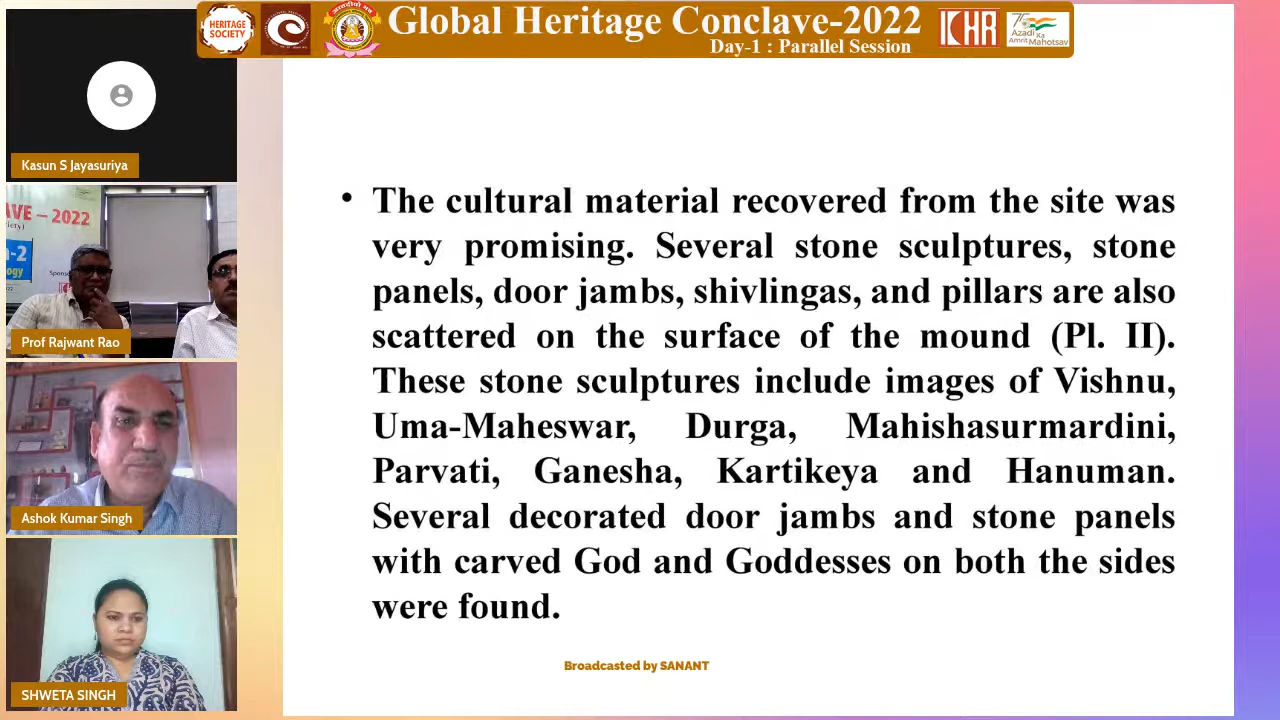 HERITAGE
SOCIETY
Global Heritage Conclave-2022
Day-1 : Parallel Session
ICHR
Azadi Ka
Amrit Mahotsav
Kasun S Jayasuriya
AVE – 2022
Prof Rajwant Rao
Ashok Kumar Singh
SHWETA SINGH
• The cultural material recovered from the site was
very promising. Several stone sculptures, stone
panels, door jambs, shivlingas, and pillars are also
scattered on the surface of the mound (Pl. II).
These stone sculptures include images of Vishnu,
Uma-Maheswar, Durga, Mahishasurmardini,
Parvati, Ganesha, Kartikeya and Hanuman.
Several decorated door jambs and stone panels
with carved God and Goddesses on both the sides
were found.
Broadcasted by SANANT